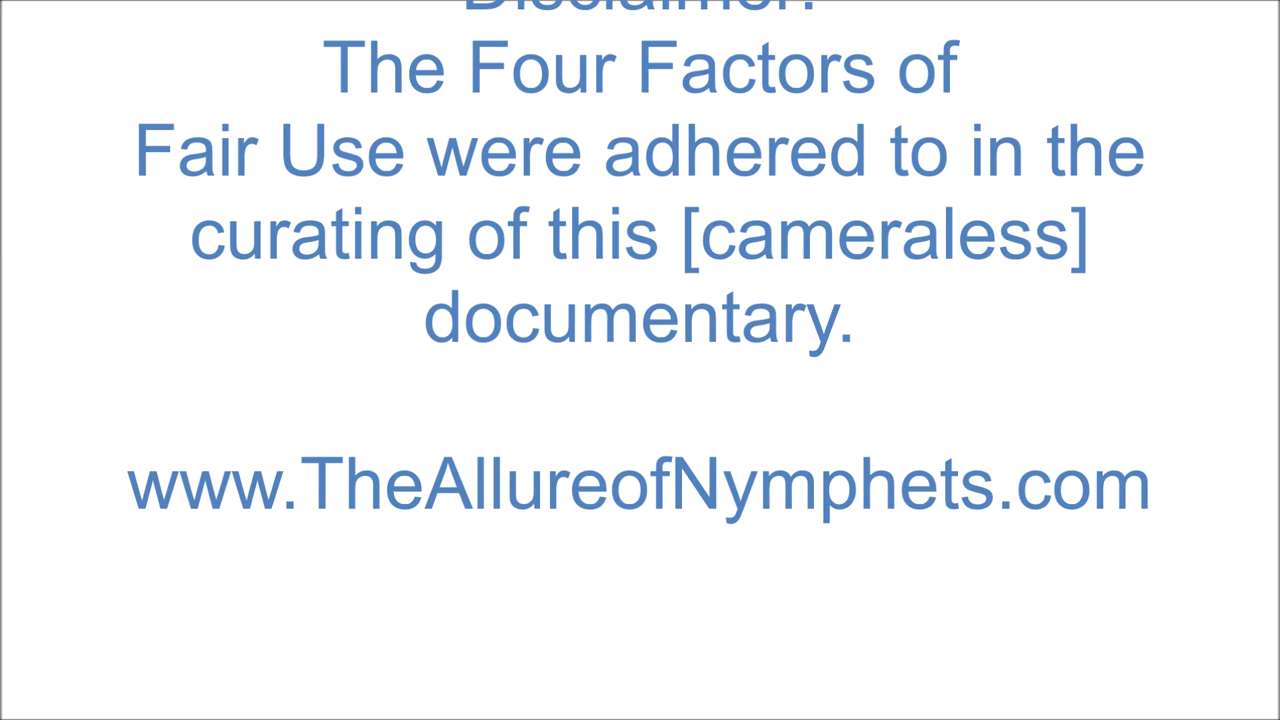 Disclaimer:
The Four Factors of
Fair Use were adhered to in the
curating of this [cameraless]
documentary.
www.TheAllureofNymphets.com